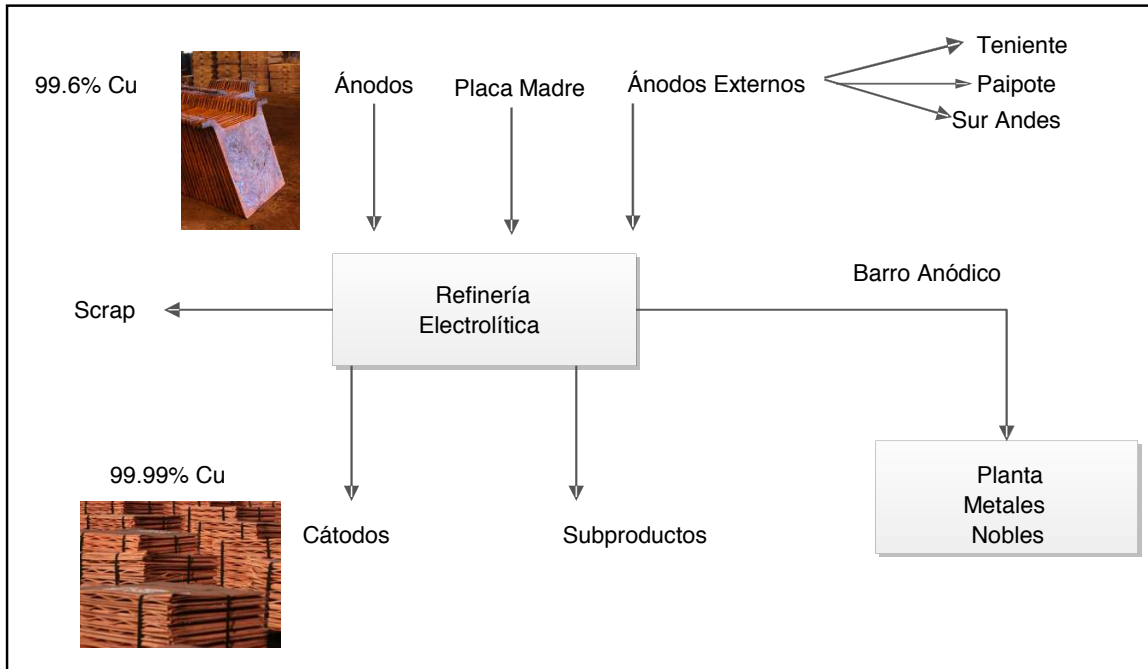 99.6% Cu
Ánodos
Placa Madre
Ánodos Externos
Teniente
Paipote
Sur Andes
Scrap
Refinería
Electrolítica
Barro Anódico
99.99% Cu
Cátodos
Subproductos
Planta
Metales
Nobles